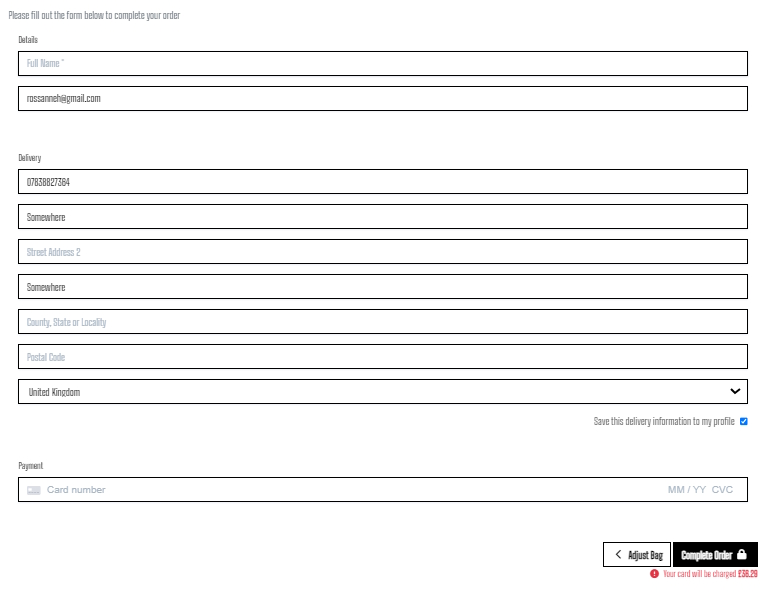 Please fill out the form below to complete your order
Details
Full Name *
rossanneh@gmail.com
Delivery
07838827364
Somewhere
Street Address 2
Somewhere
County, State or Locality
Postal Code
United Kingdom
Save this delivery information to my profile
Payment
Card number MM / YY CVC
Adjust Bag Complete Order
Your card will be charged £36.29